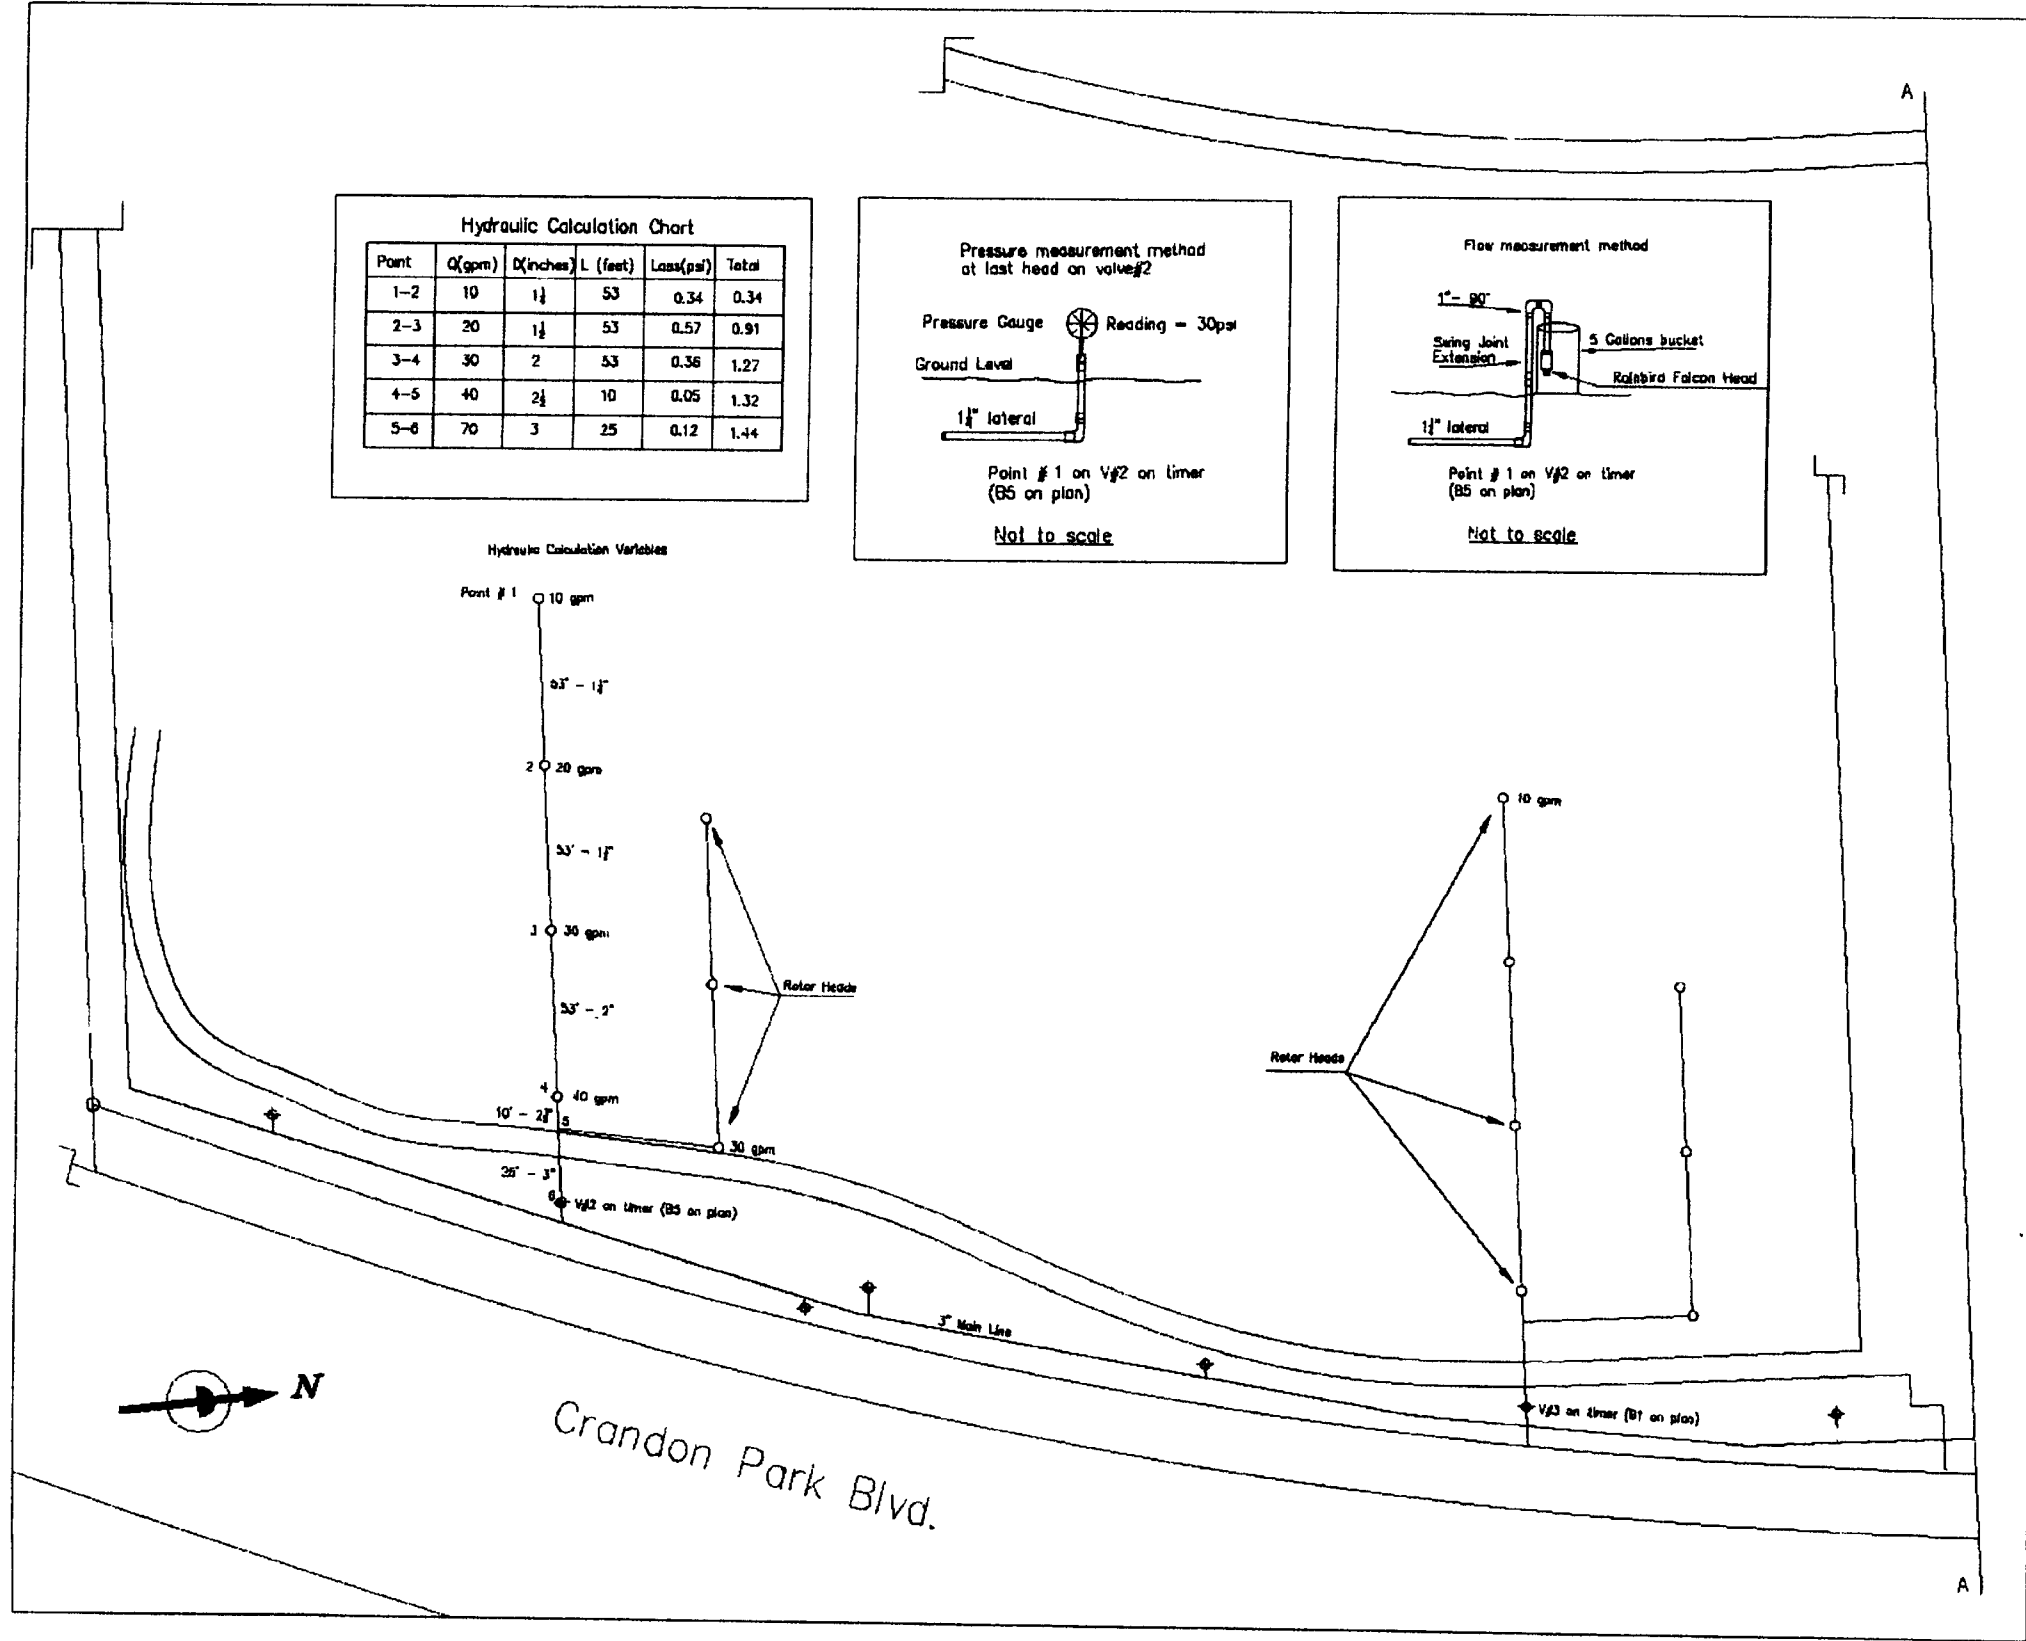 A
Hydraulic Calculation Chart
Point Q(gpm) D(inches) L (feet) Loss(psi) Total
1-2 10 1¼ 53 0.34 0.34
2-3 20 1½ 53 0.57 0.91
3-4 30 2 53 0.36 1.27
4-5 40 2½ 10 0.05 1.32
5-6 70 3 25 0.12 1.44
Pressure measurement method
at last head on valve#2
Pressure Gauge
Reading - 30psi
Ground Level
1¼" lateral
Point # 1 on V#2 on timer
(B5 on plan)
Not to scale
Flow measurement method
1"- 90°
Swing Joint
Extension
5 Gallons bucket
Rainbird Falcon Head
1¼" lateral
Point # 1 on V#2 on timer
(B5 on plan)
Not to scale
Hydraulic Calculation Variables
Point # 1
10 gpm
53' - 1¼"
2
20 gpm
53' - 1½"
3
30 gpm
53' - 2"
4
40 gpm
10' - 2½"
5
25' - 3"
6
V#2 on timer (B5 on plan)
30 gpm
Rotor Heads
10 gpm
Rotor Heads
3" Main Line
V#3 on timer (B1 on plan)
N
Crandon Park Blvd.
A